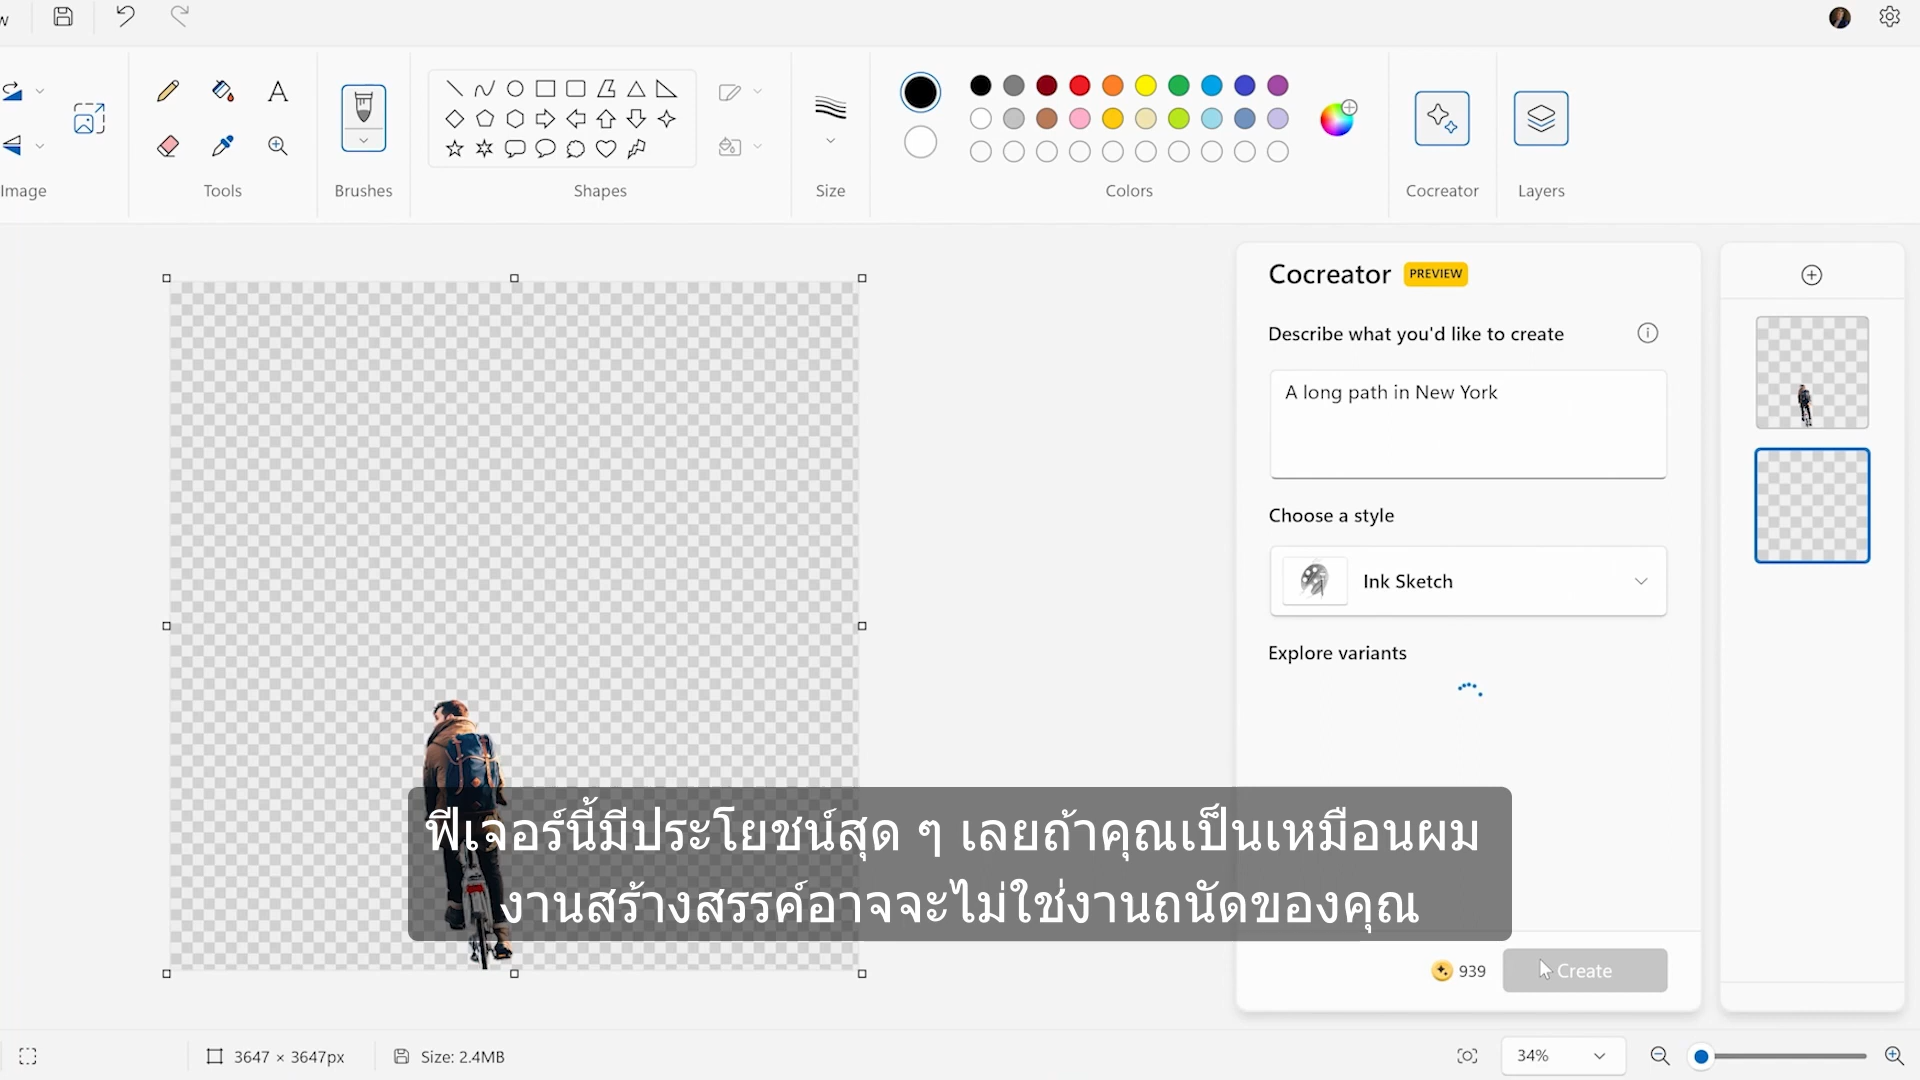 Image
Tools
Brushes
Shapes
Size
Colors
Cocreator
Layers
Cocreator PREVIEW
Describe what you'd like to create
A long path in New York
Choose a style
Ink Sketch
Explore variants
ฟีเจอร์นี้มีประโยชน์สุด ๆ เลยถ้าคุณเป็นเหมือนผม
งานสร้างสรรค์อาจจะไม่ใช่งานถนัดของคุณ
939 Create
3647 × 3647px Size: 2.4MB 34%